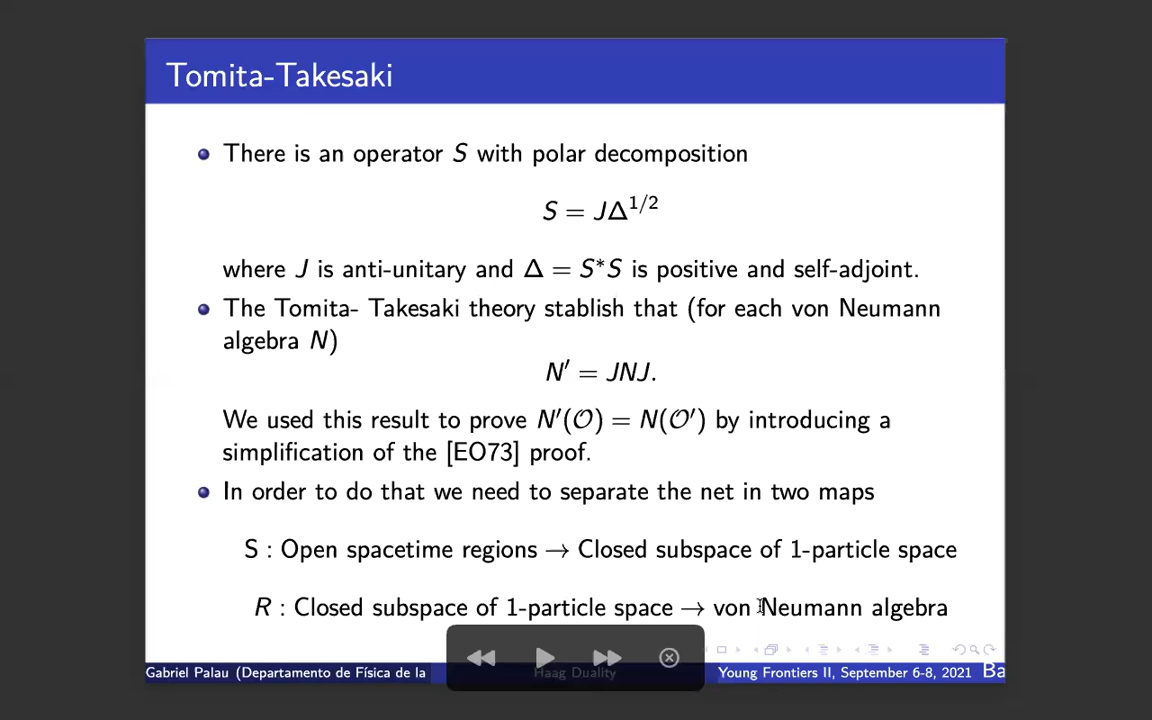 Tomita-Takesaki
There is an operator S with polar decomposition
S = JΔ^{1/2}
where J is anti-unitary and Δ = S*S is positive and self-adjoint.
The Tomita- Takesaki theory stablish that (for each von Neumann
algebra N)
N′ = JNJ.
We used this result to prove N′(𝒪) = N(𝒪′) by introducing a
simplification of the [EO73] proof.
In order to do that we need to separate the net in two maps
S : Open spacetime regions → Closed subspace of 1-particle space
R : Closed subspace of 1-particle space → von Neumann algebra
Gabriel Palau (Departamento de Física de la
Haag Duality
Young Frontiers II, September 6-8, 2021
Ba